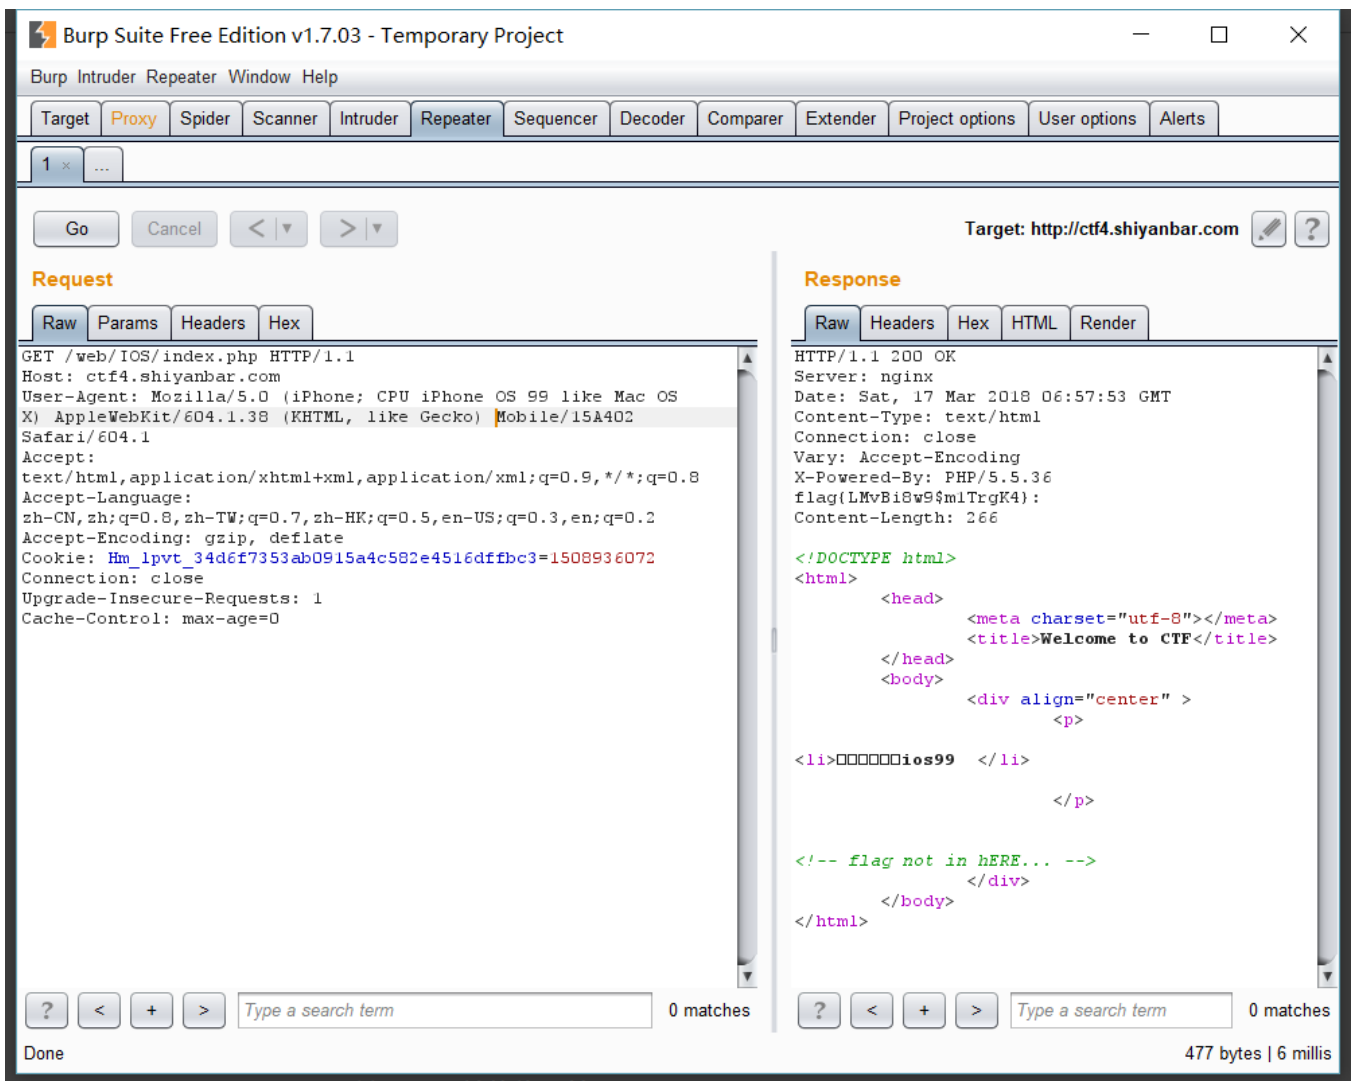 Burp Suite Free Edition v1.7.03 - Temporary Project
Burp Intruder Repeater Window Help
Target Proxy Spider Scanner Intruder Repeater Sequencer Decoder Comparer Extender Project options User options Alerts
1 × ...
Go Cancel < > Target: http://ctf4.shiyanbar.com ?
Request
Raw Params Headers Hex
GET /web/IOS/index.php HTTP/1.1
Host: ctf4.shiyanbar.com
User-Agent: Mozilla/5.0 (iPhone; CPU iPhone OS 99 like Mac OS
X) AppleWebKit/604.1.38 (KHTML, like Gecko) Mobile/15A402
Safari/604.1
Accept:
text/html,application/xhtml+xml,application/xml;q=0.9,*/*;q=0.8
Accept-Language:
zh-CN,zh;q=0.8,zh-TW;q=0.7,zh-HK;q=0.5,en-US;q=0.3,en;q=0.2
Accept-Encoding: gzip, deflate
Cookie: Hm_lpvt_34d6f7353ab0915a4c582e4516dffbc3=1508936072
Connection: close
Upgrade-Insecure-Requests: 1
Cache-Control: max-age=0
? < + > Type a search term 0 matches
Response
Raw Headers Hex HTML Render
HTTP/1.1 200 OK
Server: nginx
Date: Sat, 17 Mar 2018 06:57:53 GMT
Content-Type: text/html
Connection: close
Vary: Accept-Encoding
X-Powered-By: PHP/5.5.36
flag{LMvBi8w9$m1TrgK4}:
Content-Length: 266
<!DOCTYPE html>
<html>
<head>
<meta charset="utf-8"></meta>
<title>Welcome to CTF</title>
</head>
<body>
<div align="center" >
<p>
<li>□□□□□□ios99 </li>
</p>
<!-- flag not in hERE... -->
</div>
</body>
</html>
? < + > Type a search term 0 matches
Done 477 bytes | 6 millis